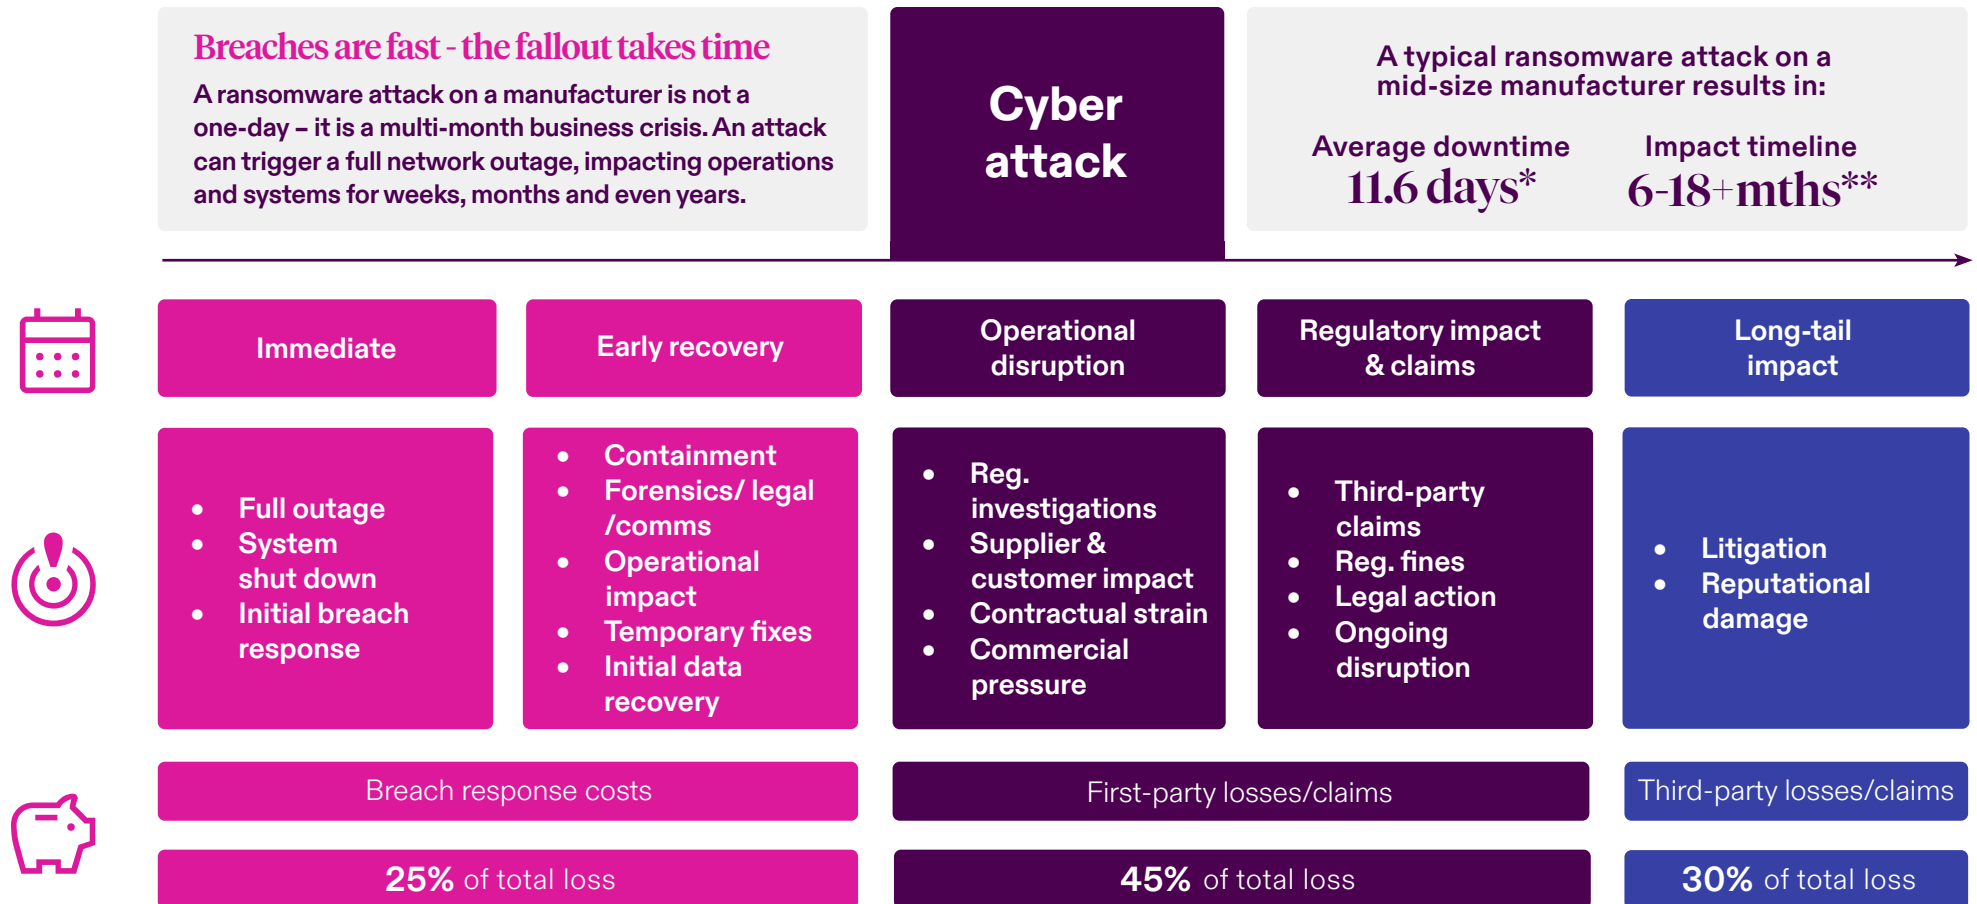 Breaches are fast - the fallout takes time
A ransomware attack on a manufacturer is not a
one-day – it is a multi-month business crisis. An attack
can trigger a full network outage, impacting operations
and systems for weeks, months and even years.
Cyber
attack
A typical ransomware attack on a
mid-size manufacturer results in:
Average downtime
11.6 days*
Impact timeline
6-18+mths**
Immediate
Early recovery
Operational
disruption
Regulatory impact
& claims
Long-tail
impact
• Full outage
• System
shut down
• Initial breach
response
• Containment
• Forensics/ legal
/comms
• Operational
impact
• Temporary fixes
• Initial data
recovery
• Reg.
investigations
• Supplier &
customer impact
• Contractual strain
• Commercial
pressure
• Third-party
claims
• Reg. fines
• Legal action
• Ongoing
disruption
• Litigation
• Reputational
damage
Breach response costs
First-party losses/claims
Third-party losses/claims
25% of total loss
45% of total loss
30% of total loss